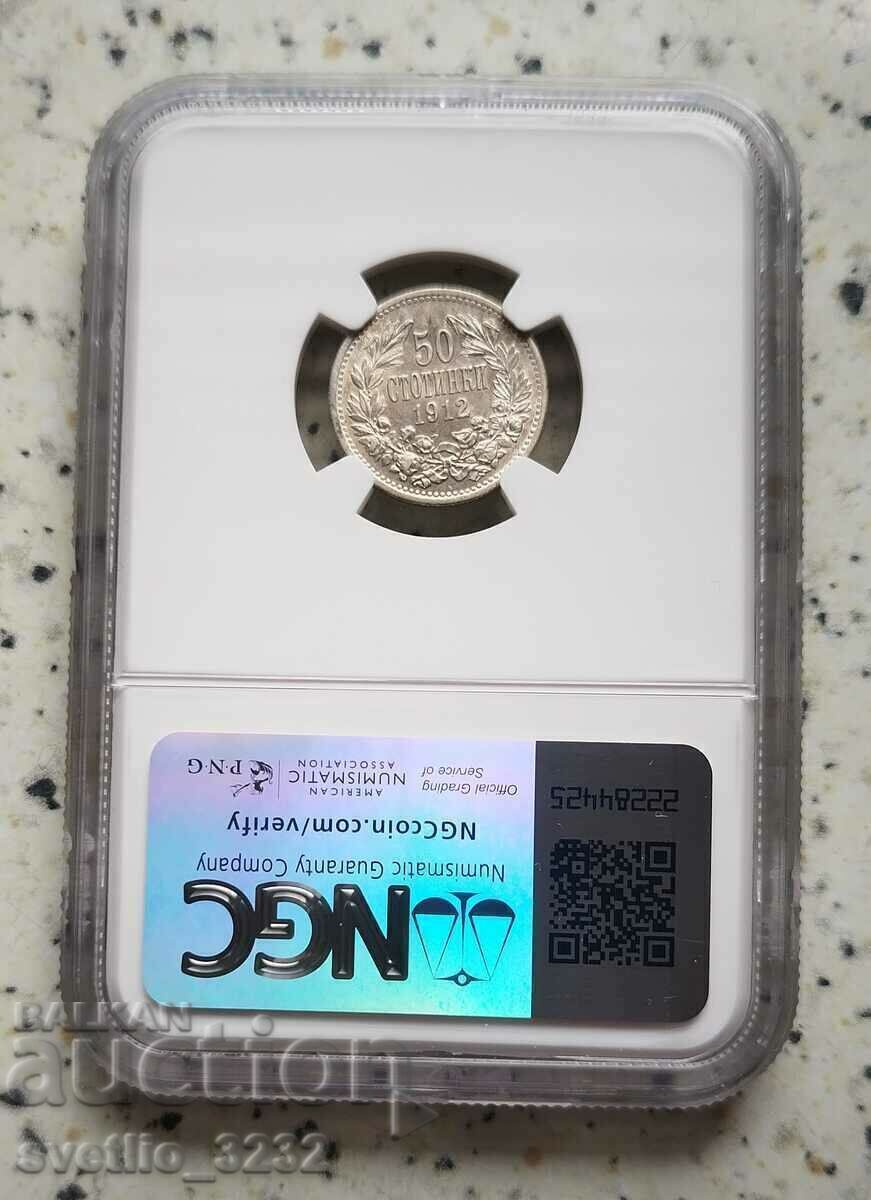 50
СТОТИНКИ
1912
NGC
Numismatic Guaranty Company
NGCcoin.com/verify
Official Grading
Service of
AMERICAN
NUMISMATIC
ASSOCIATION
P·N·G
22284425
BALKAN
auction
svetlio_3232